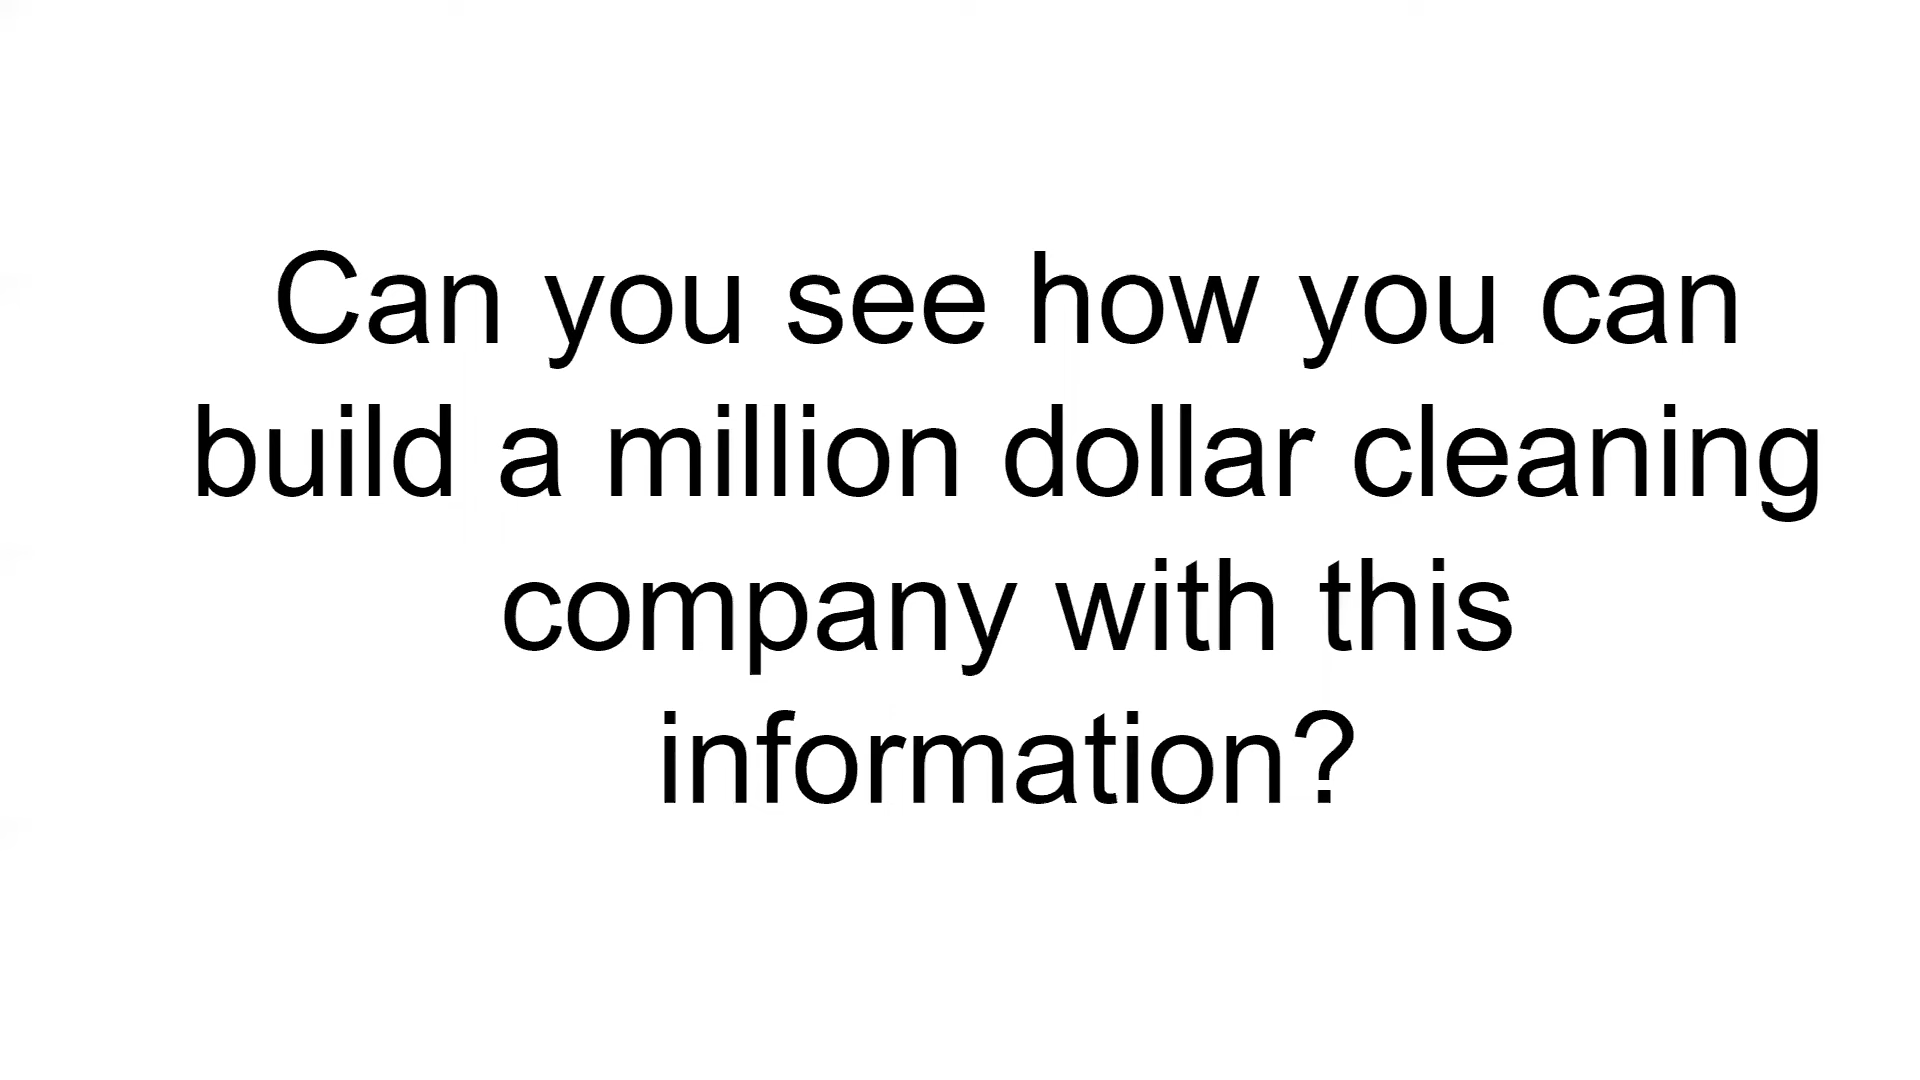 Can you see how you can
build a million dollar cleaning
company with this
information?